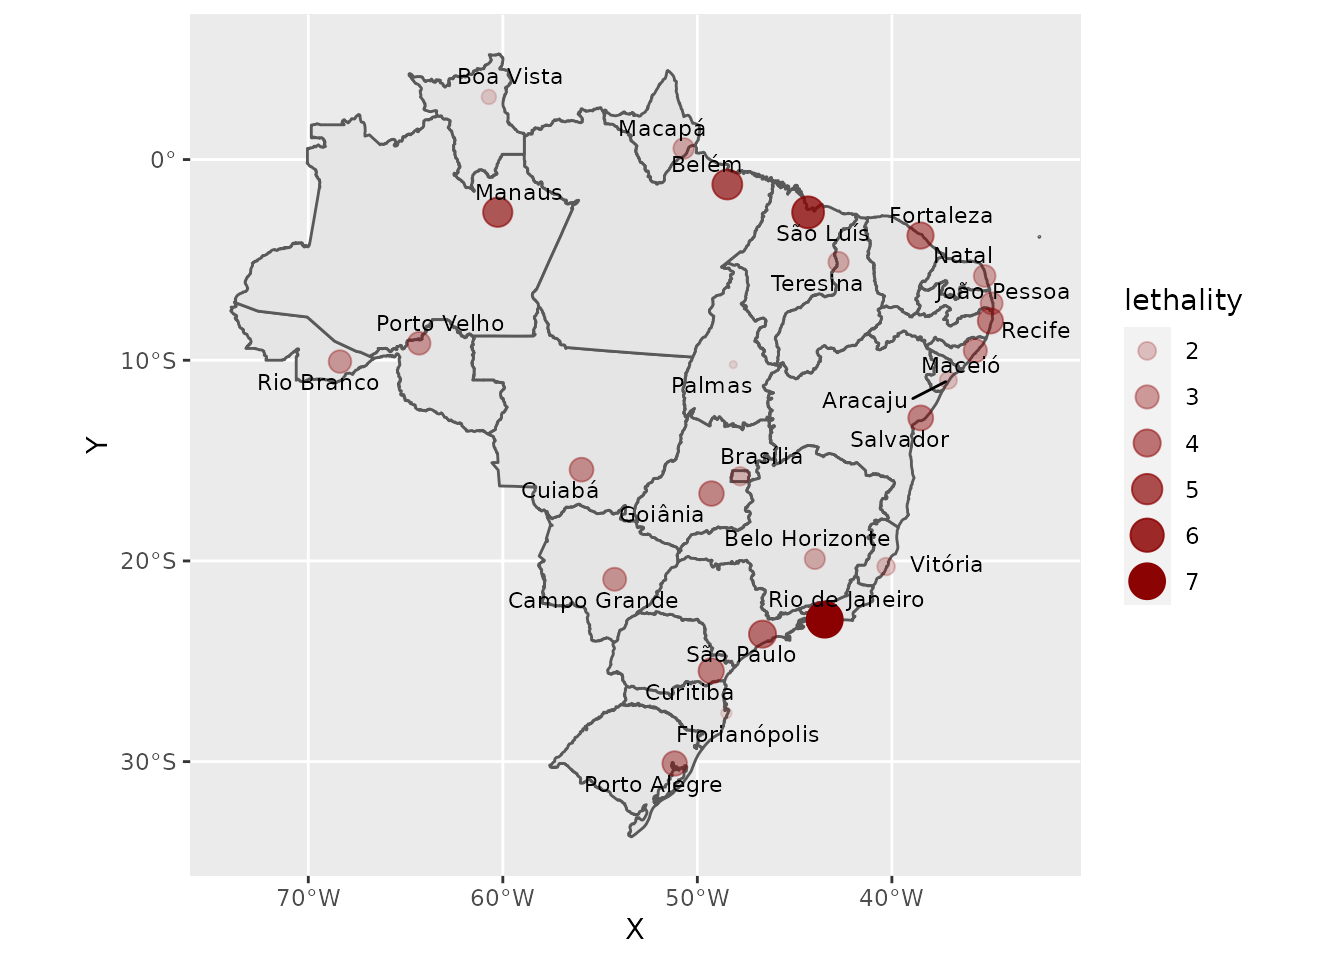 Boa Vista
Macapá
0°
Belém
Manaus
Fortaleza
São Luís
Natal
Teresina
João Pessoa
lethality
Porto Velho
Recife
2
10°S
Maceió
Rio Branco
Palmas
3
Aracaju
Salvador
4
Y
Brasília
Cuiabá
5
Goiânia
Belo Horizonte
6
20°S
Vitória
7
Campo Grande
Rio de Janeiro
São Paulo
Curitiba
Florianópolis
30°S
Porto Alegre
70°W 60°W 50°W 40°W
X